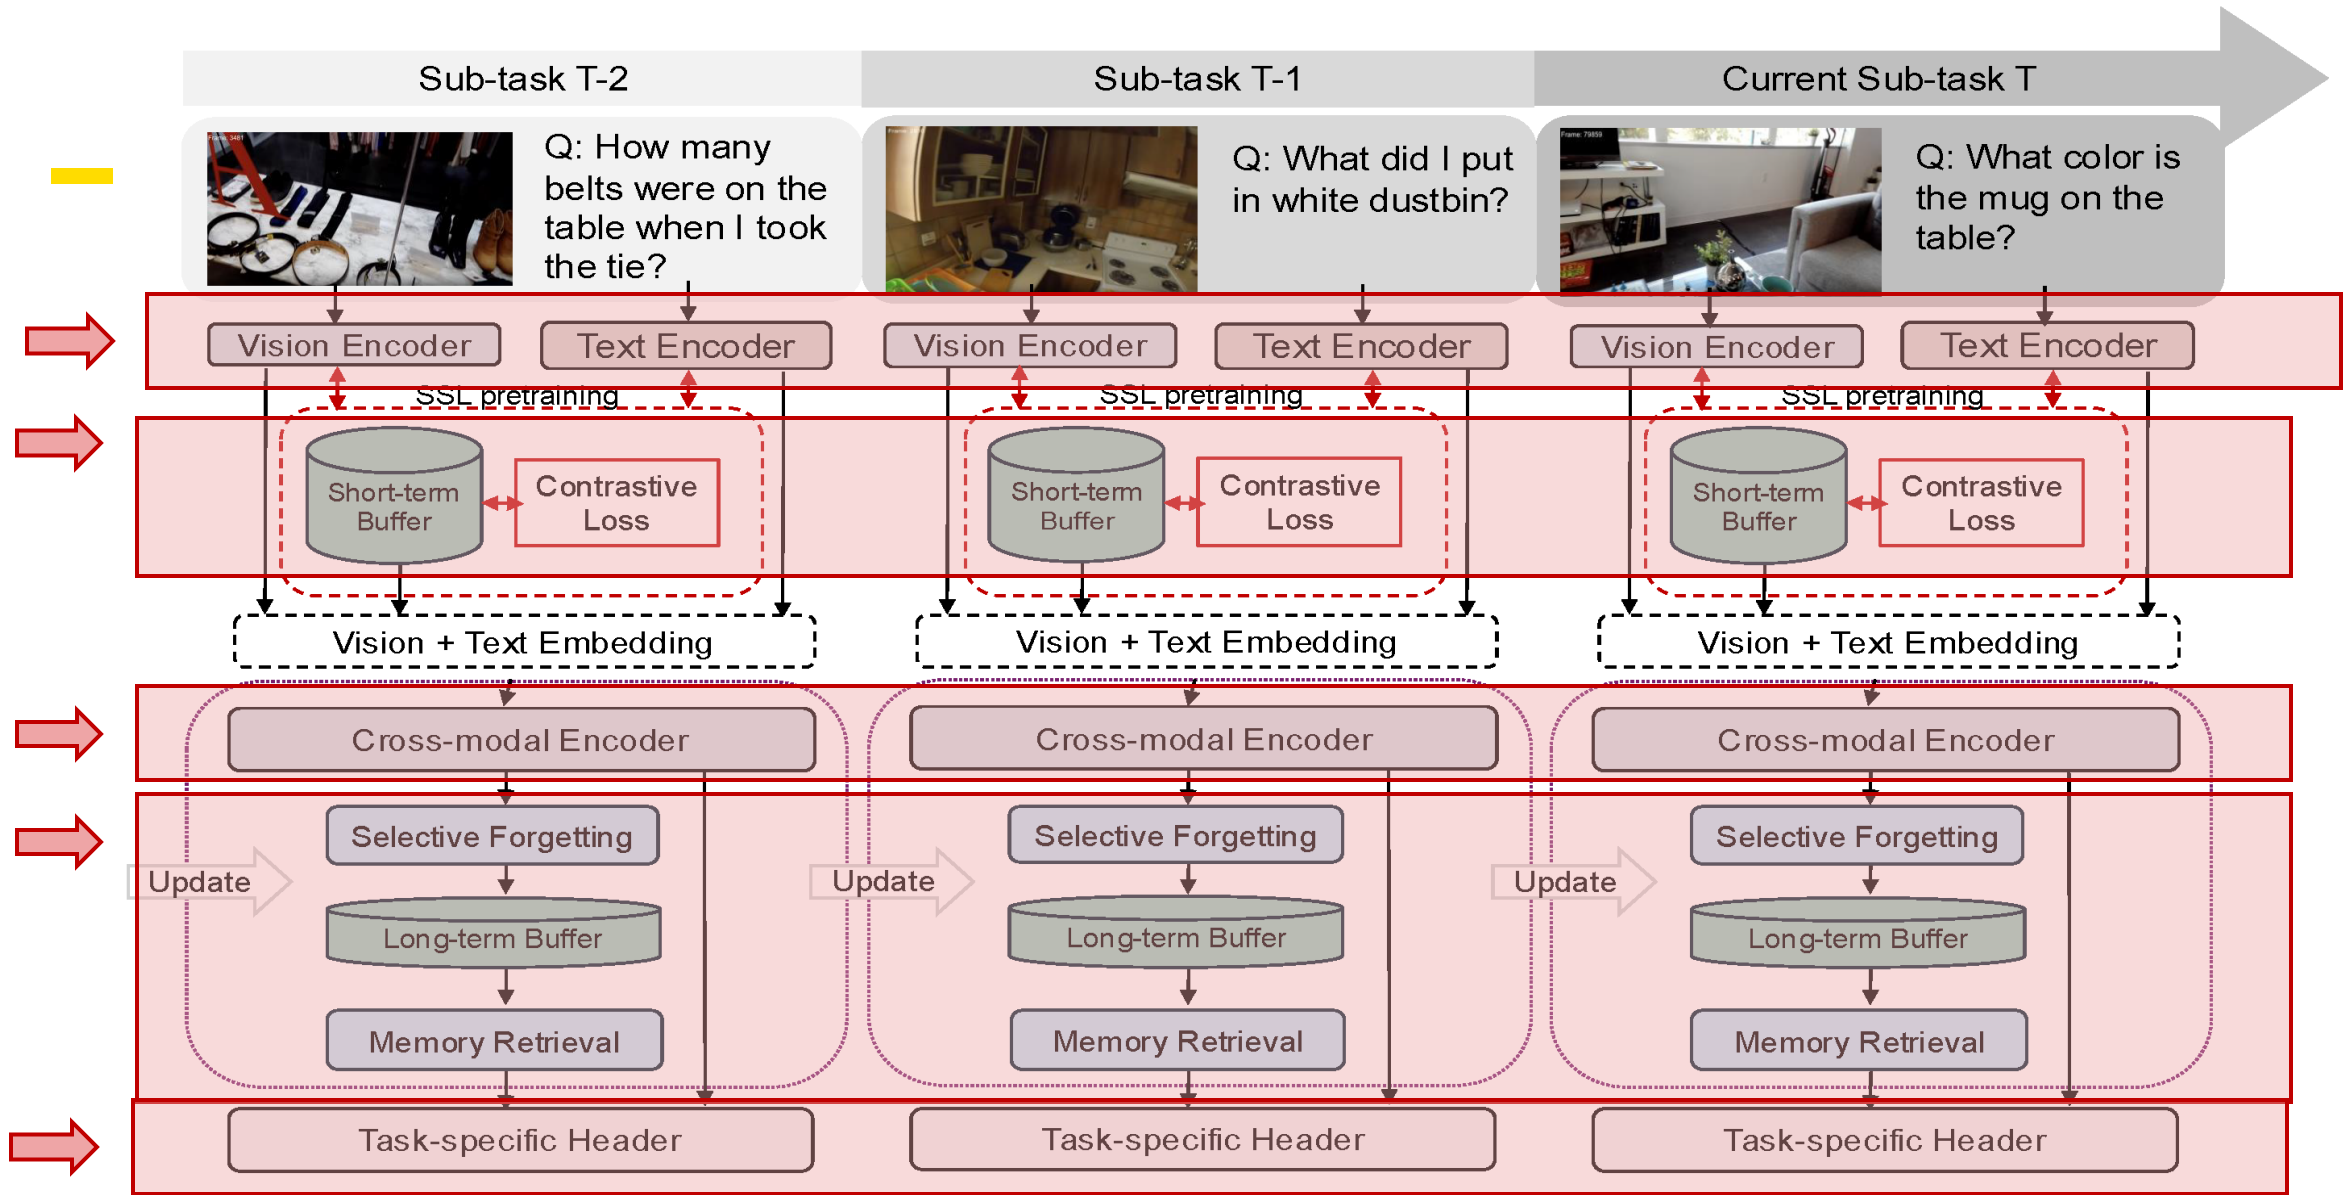 Sub-task T-2
Sub-task T-1
Current Sub-task T
Frame: 3461
Q: How many
belts were on the
table when I took
the tie?
Q: What did I put
in white dustbin?
Frame: 79859
Q: What color is
the mug on the
table?
Vision Encoder
Text Encoder
Vision Encoder
Text Encoder
Vision Encoder
Text Encoder
SSL pretraining
SSL pretraining
SSL pretraining
Short-term
Buffer
Contrastive
Loss
Short-term
Buffer
Contrastive
Loss
Short-term
Buffer
Contrastive
Loss
Vision + Text Embedding
Vision + Text Embedding
Vision + Text Embedding
Cross-modal Encoder
Cross-modal Encoder
Cross-modal Encoder
Selective Forgetting
Selective Forgetting
Selective Forgetting
Update
Update
Update
Long-term Buffer
Long-term Buffer
Long-term Buffer
Memory Retrieval
Memory Retrieval
Memory Retrieval
Task-specific Header
Task-specific Header
Task-specific Header